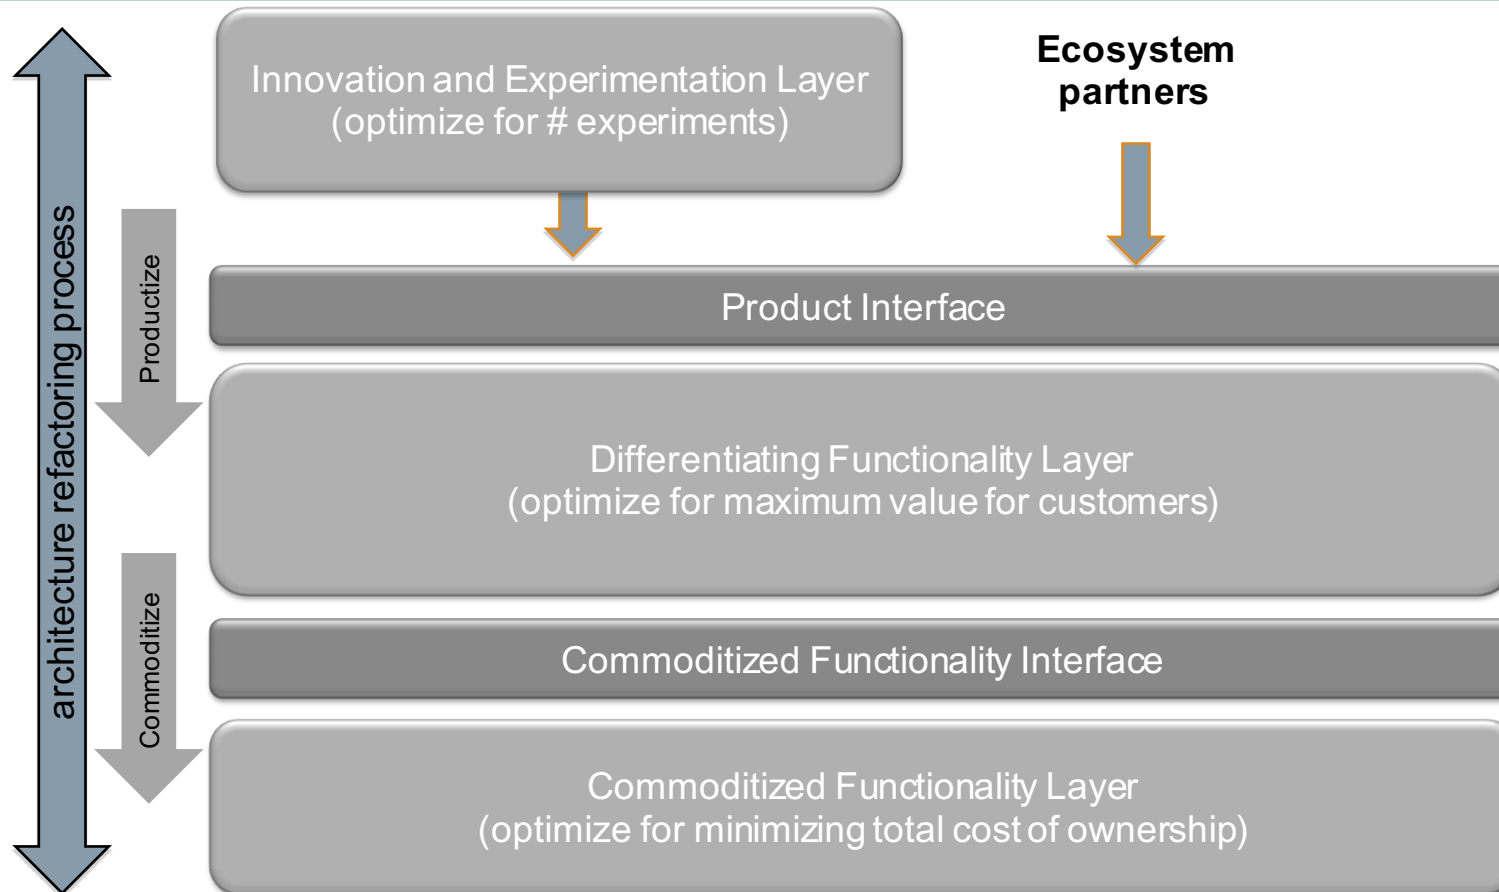 Innovation and Experimentation Layer
(optimize for # experiments)
Ecosystem
partners
architecture refactoring process
Productize
Product Interface
Differentiating Functionality Layer
(optimize for maximum value for customers)
Commoditize
Commoditized Functionality Interface
Commoditized Functionality Layer
(optimize for minimizing total cost of ownership)